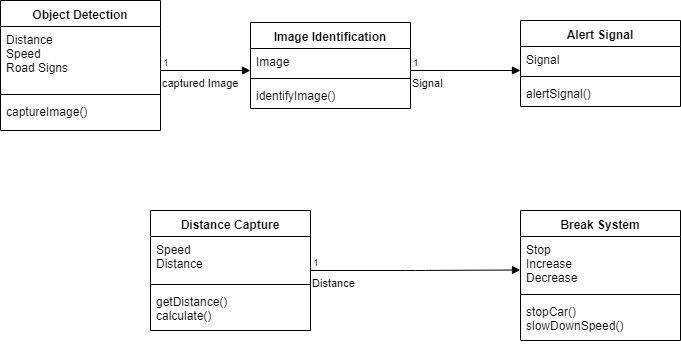 Object Detection
Distance
Speed
Road Signs
captureImage()
1
captured Image
Image Identification
Image
identifyImage()
1
Signal
Alert Signal
Signal
alertSignal()
Distance Capture
Speed
Distance
getDistance()
calculate()
1
Distance
Break System
Stop
Increase
Decrease
stopCar()
slowDownSpeed()